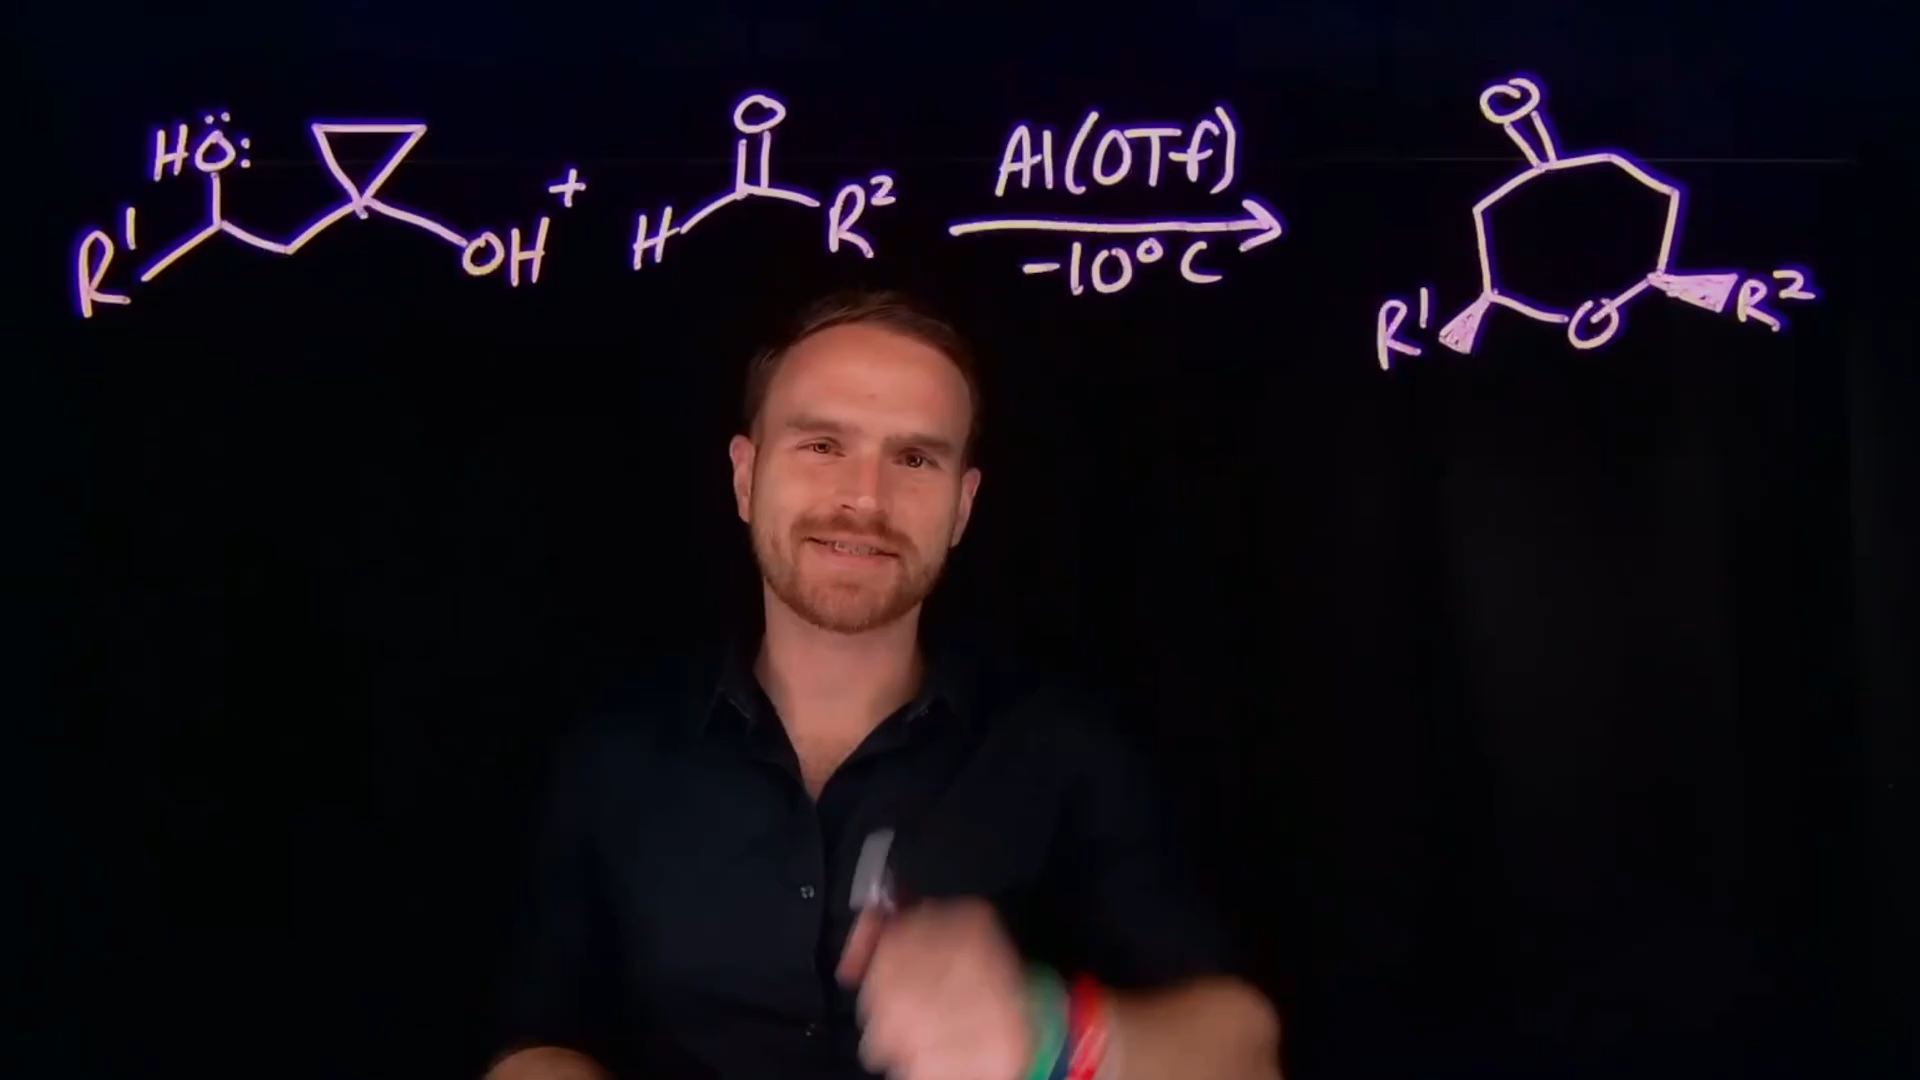 HÖ:
R¹
OH
+
O
H
R²
Al(OTf)
-10°C
O
R¹
O
R²